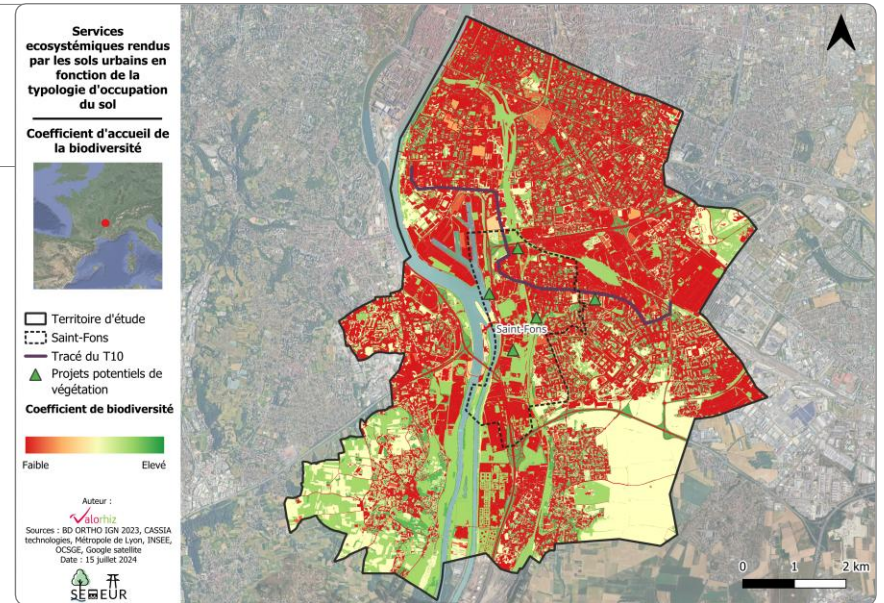 Services
ecosystémiques rendus
par les sols urbains en
fonction de la
typologie d'occupation
du sol
Coefficient d'accueil de
la biodiversité
Territoire d'étude
Saint-Fons
Tracé du T10
Projets potentiels de
végétation
Coefficient de biodiversité
Faible Elevé
Auteur :
Valorhiz
Sources : BD ORTHO IGN 2023, CASSIA
technologies, Métropole de Lyon, INSEE,
OCSGE, Google satellite
Date : 15 juillet 2024
SEMEUR
Saint-Fons
0 1 2 km